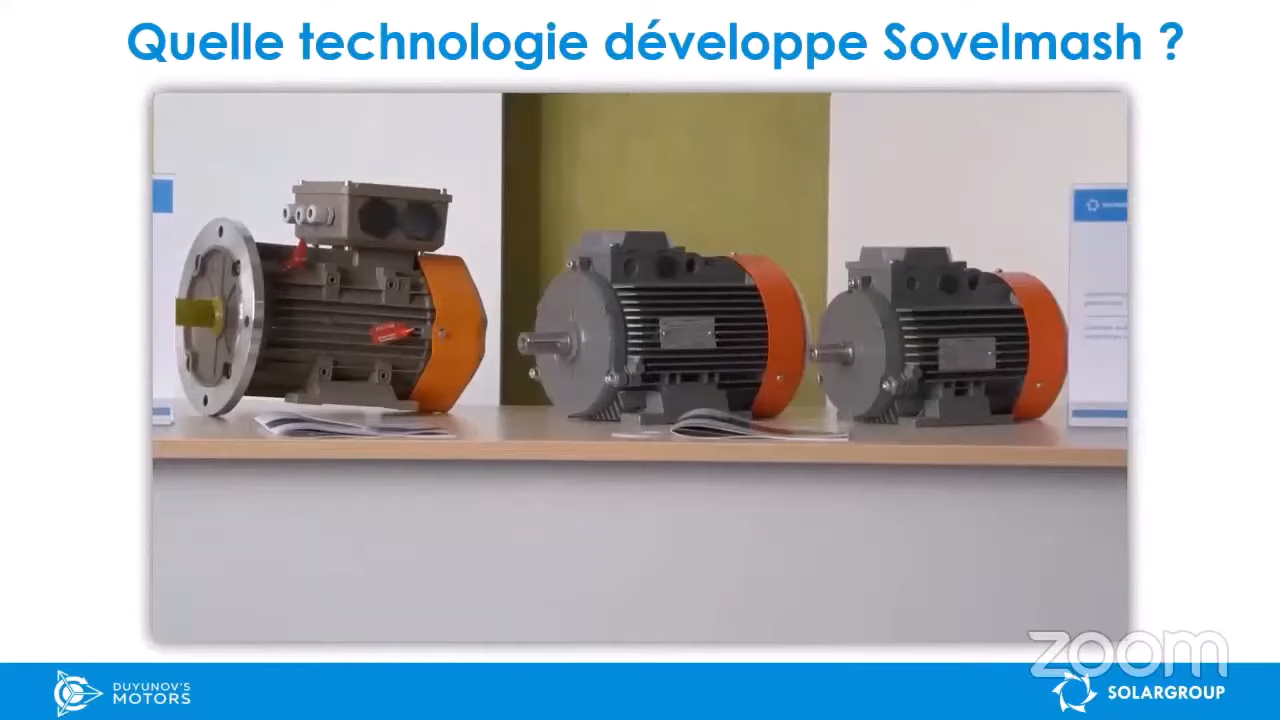 Quelle technologie développe Sovelmash ?
zoom
DUYUNOV'S
MOTORS
SOLARGROUP